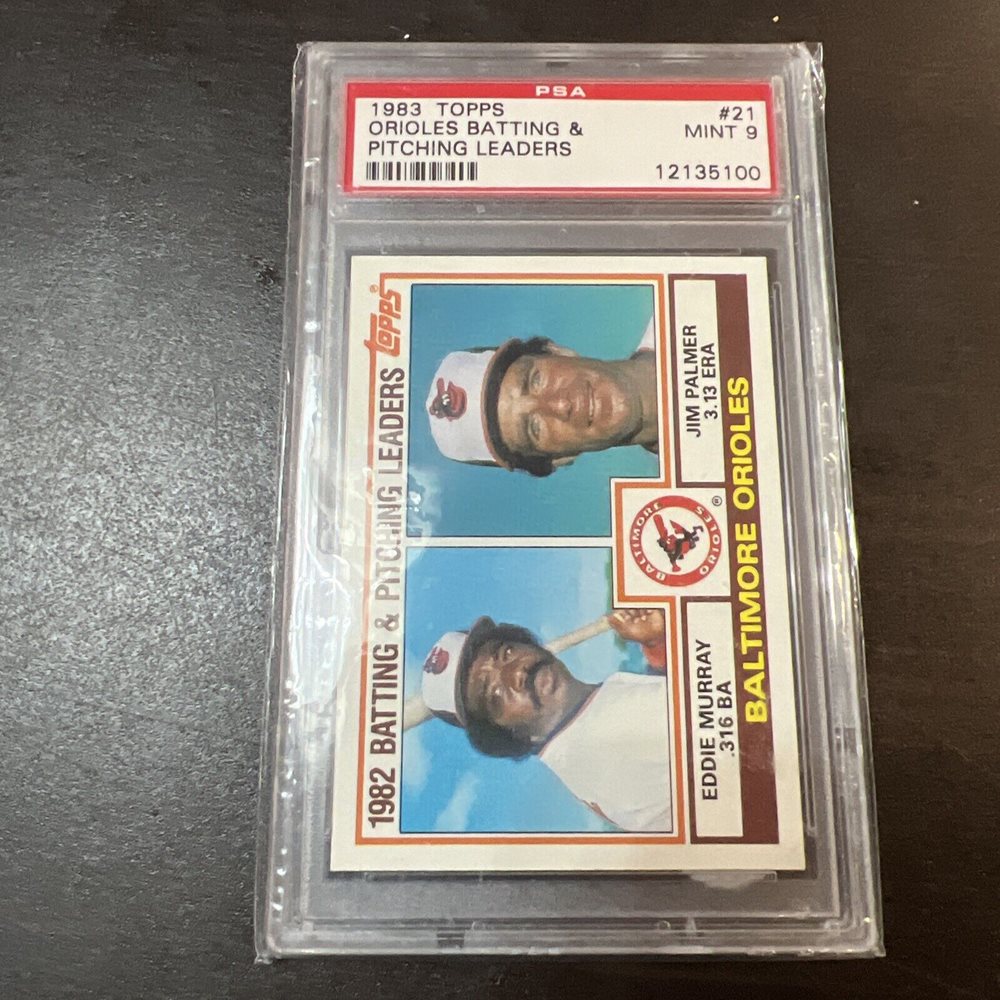 PSA
1983 TOPPS #21
ORIOLES BATTING & MINT 9
PITCHING LEADERS
12135100
1982 BATTING & PITCHING LEADERS topps®
EDDIE MURRAY
.316 BA
BALTIMORE
ORIOLES
®
JIM PALMER
3.13 ERA
BALTIMORE ORIOLES